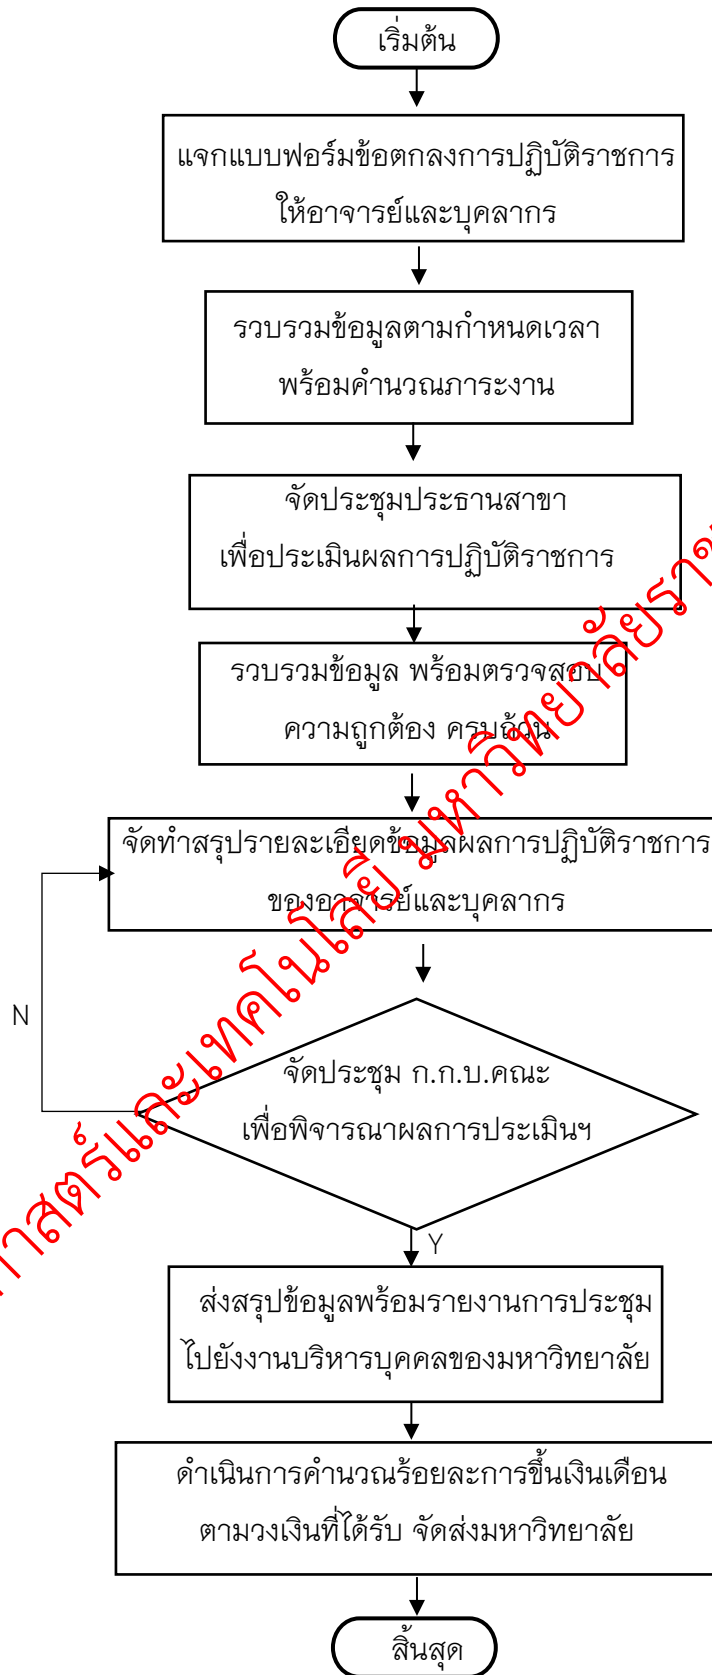 เริ่มต้น
แจกแบบฟอร์มข้อตกลงการปฏิบัติราชการ
ให้อาจารย์และบุคลากร
รวบรวมข้อมูลตามกำหนดเวลา
พร้อมคำนวณภาระงาน
จัดประชุมประธานสาขา
เพื่อประเมินผลการปฏิบัติราชการ
รวบรวมข้อมูล พร้อมตรวจสอบ
ความถูกต้อง ครบถ้วน
จัดทำสรุปรายละเอียดข้อมูลผลการปฏิบัติราชการ
ของอาจารย์และบุคลากร
N
จัดประชุม ก.ก.บ.คณะ
เพื่อพิจารณาผลการประเมินฯ
Y
ส่งสรุปข้อมูลพร้อมรายงานการประชุม
ไปยังงานบริหารบุคคลของมหาวิทยาลัย
ดำเนินการคำนวณร้อยละการขึ้นเงินเดือน
ตามวงเงินที่ได้รับ จัดส่งมหาวิทยาลัย
สิ้นสุด
าสตร์และเทคโนโลยี มหาวิทยาลัยราช